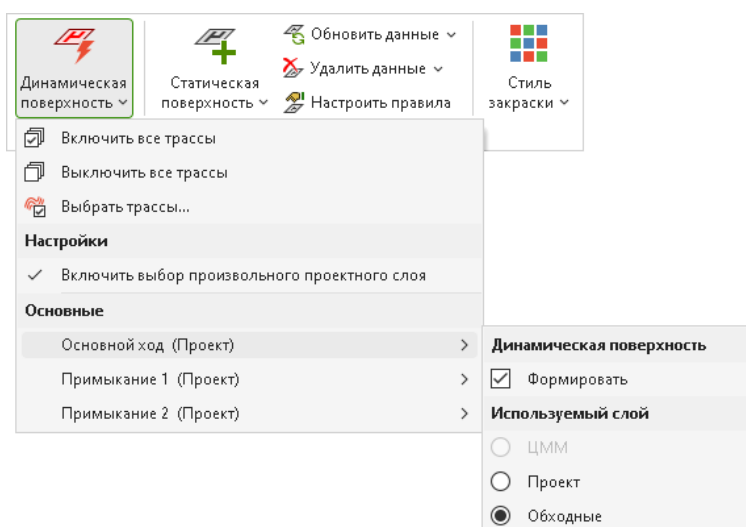 Динамическая
поверхность
Статическая
поверхность
Обновить данные
Удалить данные
Настроить правила
Стиль
закраски
Включить все трассы
Выключить все трассы
Выбрать трассы...
Настройки
Включить выбор произвольного проектного слоя
Основные
Основной ход (Проект)
Примыкание 1 (Проект)
Примыкание 2 (Проект)
Динамическая поверхность
Формировать
Используемый слой
ЦММ
Проект
Обходные